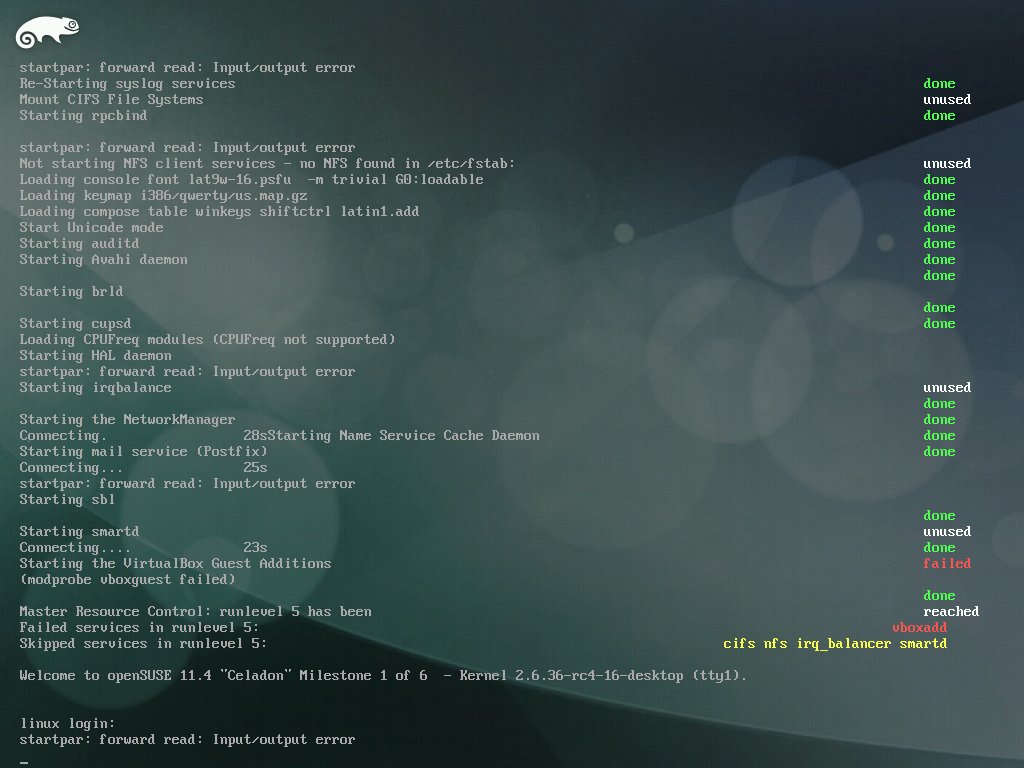 startpar: forward read: Input/output error
Re-Starting syslog services done
Mount CIFS File Systems unused
Starting rpcbind done
startpar: forward read: Input/output error
Not starting NFS client services - no NFS found in /etc/fstab: unused
Loading console font lat9w-16.psfu  -m trivial G0:loadable done
Loading keymap i386/qwerty/us.map.gz done
Loading compose table winkeys shiftctrl latin1.add done
Start Unicode mode done
Starting auditd done
Starting Avahi daemon done
done
Starting brld
done
Starting cupsd done
Loading CPUFreq modules (CPUFreq not supported)
Starting HAL daemon
startpar: forward read: Input/output error
Starting irqbalance unused
done
Starting the NetworkManager done
Connecting. 28sStarting Name Service Cache Daemon done
Starting mail service (Postfix) done
Connecting... 25s
startpar: forward read: Input/output error
Starting sbl
done
Starting smartd unused
Connecting.... 23s done
Starting the VirtualBox Guest Additions failed
(modprobe vboxguest failed)
done
Master Resource Control: runlevel 5 has been reached
Failed services in runlevel 5: vboxadd
Skipped services in runlevel 5: cifs nfs irq_balancer smartd
Welcome to openSUSE 11.4 "Celadon" Milestone 1 of 6  - Kernel 2.6.36-rc4-16-desktop (tty1).
linux login:
startpar: forward read: Input/output error
_